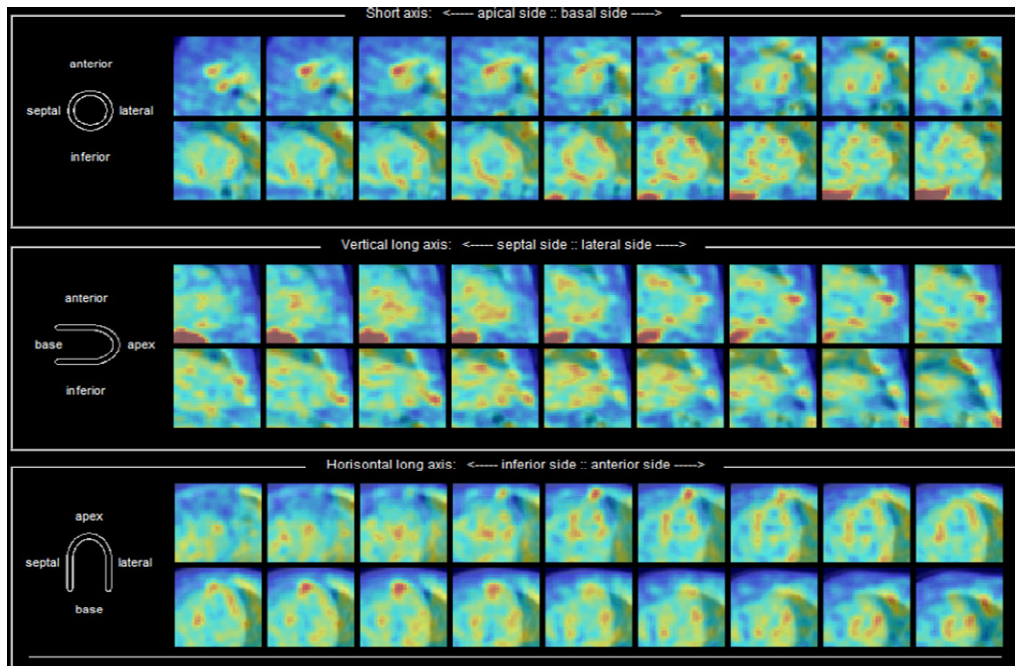 Short axis: <----- apical side :: basal side ----->
anterior
septal lateral
inferior
Vertical long axis: <----- septal side :: lateral side ----->
anterior
base apex
inferior
Horisontal long axis: <----- inferior side :: anterior side ----->
apex
septal lateral
base